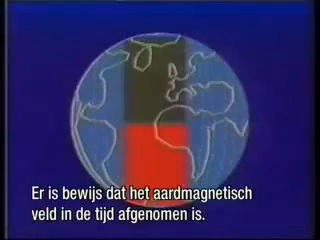 Er is bewijs dat het aardmagnetisch
veld in de tijd afgenomen is.